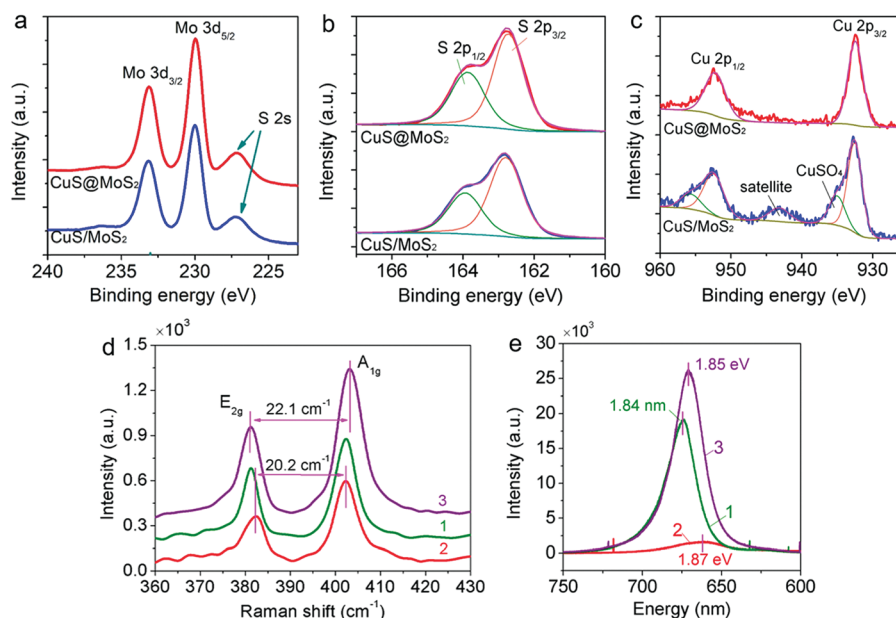 a
Mo 3d5/2
Mo 3d3/2
S 2s
CuS@MoS2
CuS/MoS2
Intensity (a.u.)
240 235 230 225
Binding energy (eV)
b
S 2p3/2
S 2p1/2
CuS@MoS2
CuS/MoS2
Intensity (a.u.)
166 164 162 160
Binding energy (eV)
c
Cu 2p3/2
Cu 2p1/2
CuS@MoS2
CuSO4
satellite
CuS/MoS2
Intensity (a.u.)
960 950 940 930
Binding energy (eV)
×10³
d
A1g
E2g
22.1 cm⁻¹
20.2 cm⁻¹
3
1
2
1.5
1.2
0.9
0.6
0.3
0.0
Intensity (a.u.)
360 370 380 390 400 410 420 430
Raman shift (cm⁻¹)
×10³
e
1.85 eV
1.84 nm
3
1
2
1.87 eV
30
25
20
15
10
5
0
Intensity (a.u.)
750 700 650 600
Energy (nm)